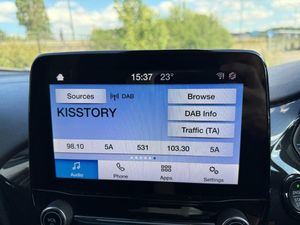 15:37 23°
Sources DAB Browse
KISSTORY
DAB Info
Traffic (TA)
98.10 5A 531 103.30 5A
Audio Phone Apps Settings
VOL